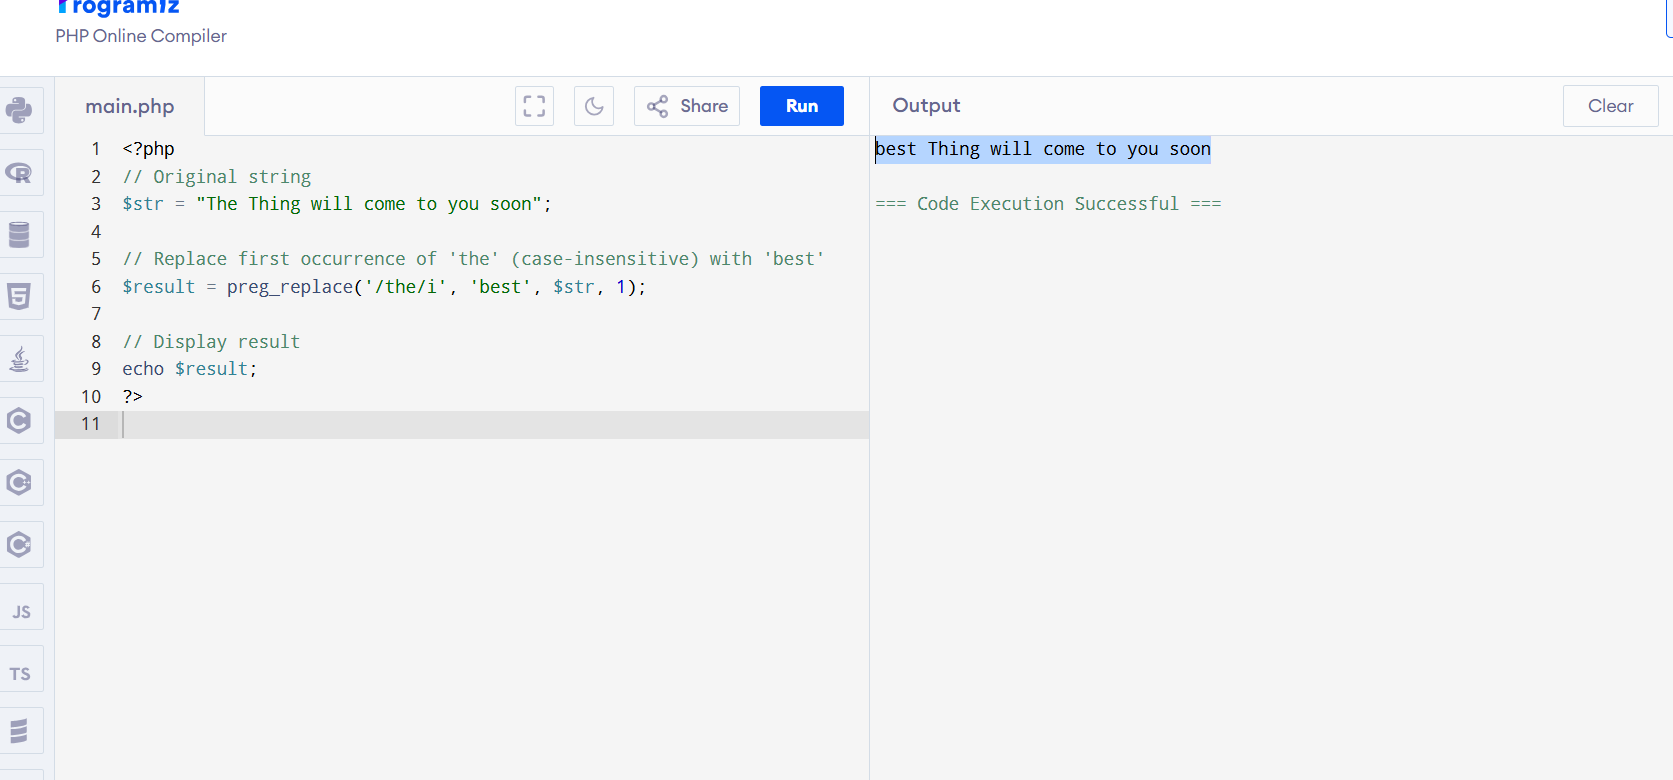 Programiz
PHP Online Compiler
main.php
Share
Run
Output
Clear
1 <?php
2 // Original string
3 $str = "The Thing will come to you soon";
4
5 // Replace first occurrence of 'the' (case-insensitive) with 'best'
6 $result = preg_replace('/the/i', 'best', $str, 1);
7
8 // Display result
9 echo $result;
10 ?>
11
best Thing will come to you soon
=== Code Execution Successful ===
R
5
C
C++
C#
JS
TS